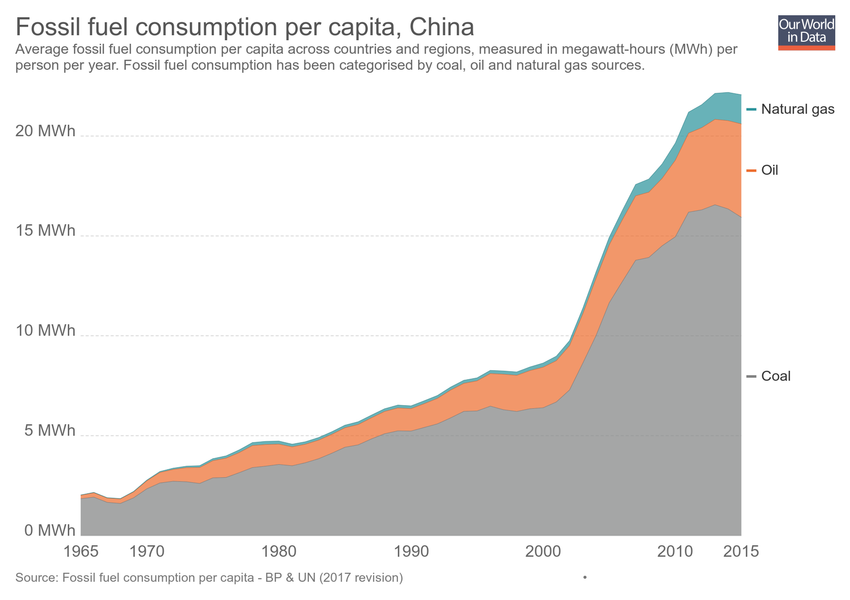 Fossil fuel consumption per capita, China
Our World
in Data
Average fossil fuel consumption per capita across countries and regions, measured in megawatt-hours (MWh) per
person per year. Fossil fuel consumption has been categorised by coal, oil and natural gas sources.
Natural gas
20 MWh
Oil
15 MWh
10 MWh
Coal
5 MWh
0 MWh
1965 1970 1980 1990 2000 2010 2015
Source: Fossil fuel consumption per capita - BP & UN (2017 revision)